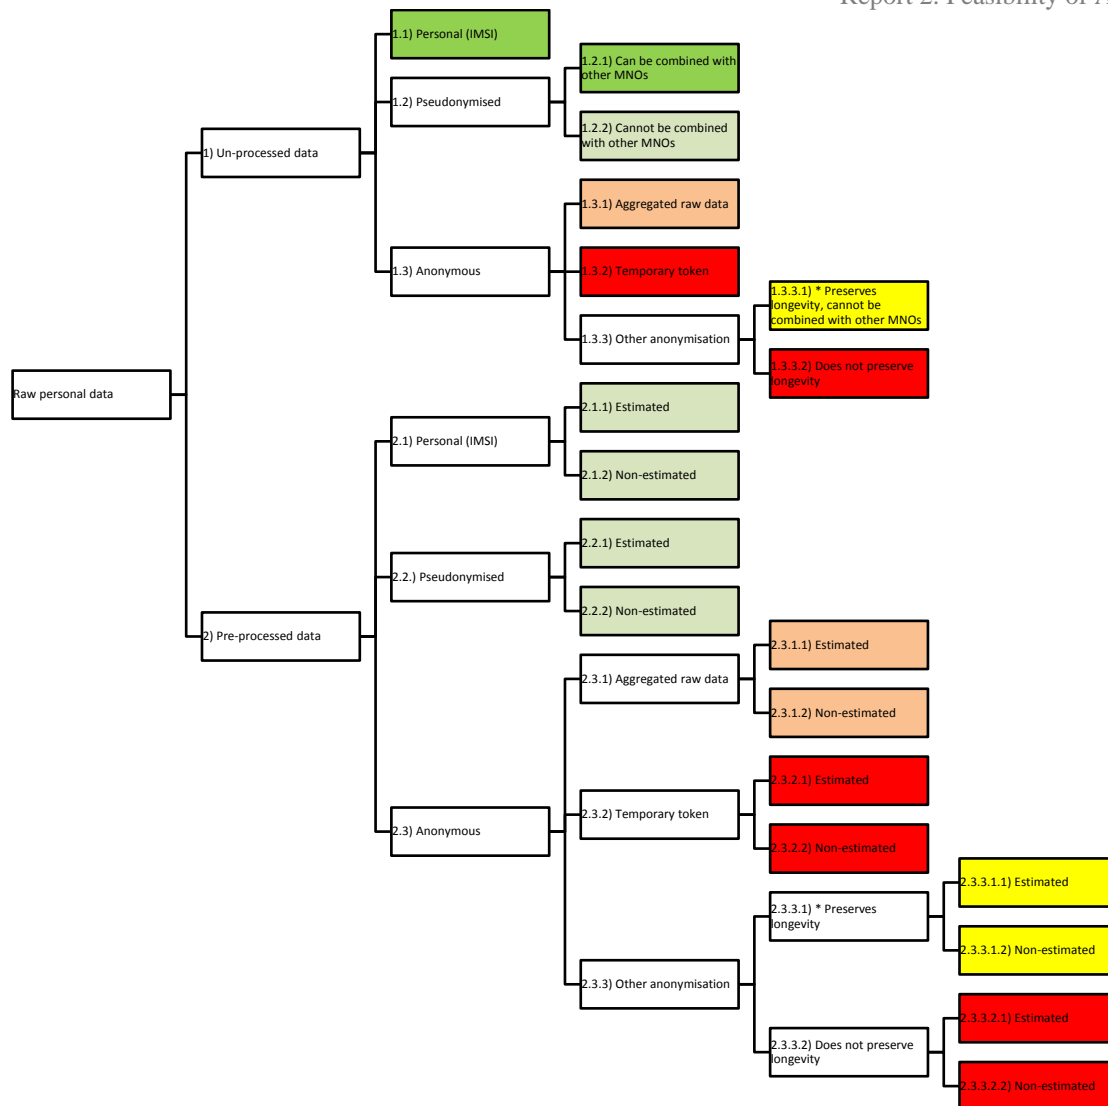 Report 2. Feasibility of A
1.1) Personal (IMSI)
1.2.1) Can be combined with
other MNOs
1.2) Pseudonymised
1.2.2) Cannot be combined
with other MNOs
1) Un-processed data
1.3.1) Aggregated raw data
1.3) Anonymous
1.3.2) Temporary token
1.3.3.1) * Preserves
longevity, cannot be
combined with other MNOs
1.3.3) Other anonymisation
1.3.3.2) Does not preserve
longevity
Raw personal data
2.1.1) Estimated
2.1) Personal (IMSI)
2.1.2) Non-estimated
2.2.1) Estimated
2.2.) Pseudonymised
2.2.2) Non-estimated
2) Pre-processed data
2.3.1.1) Estimated
2.3.1) Aggregated raw data
2.3.1.2) Non-estimated
2.3.2.1) Estimated
2.3.2) Temporary token
2.3) Anonymous
2.3.2.2) Non-estimated
2.3.3.1.1) Estimated
2.3.3.1) * Preserves
longevity
2.3.3.1.2) Non-estimated
2.3.3) Other anonymisation
2.3.3.2.1) Estimated
2.3.3.2) Does not preserve
longevity
2.3.3.2.2) Non-estimated